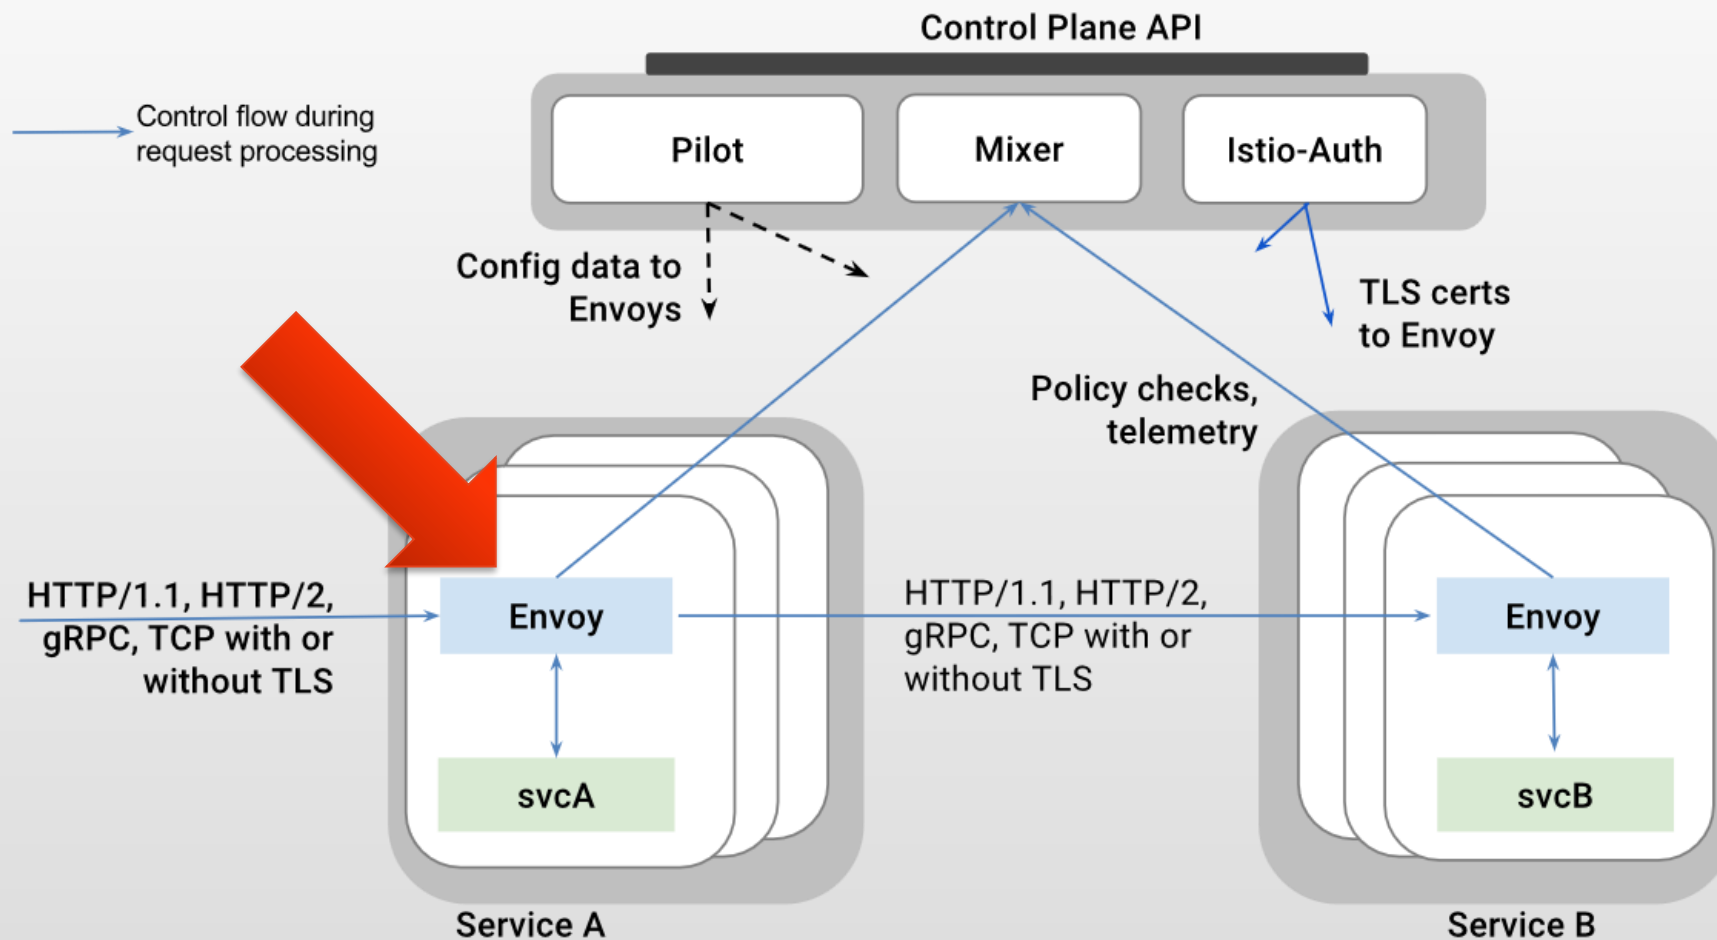 Control Plane API
Control flow during
request processing
Pilot
Mixer
Istio-Auth
Config data to
Envoys
TLS certs
to Envoy
Policy checks,
telemetry
HTTP/1.1, HTTP/2,
gRPC, TCP with or
without TLS
Envoy
HTTP/1.1, HTTP/2,
gRPC, TCP with or
without TLS
Envoy
svcA
svcB
Service A
Service B